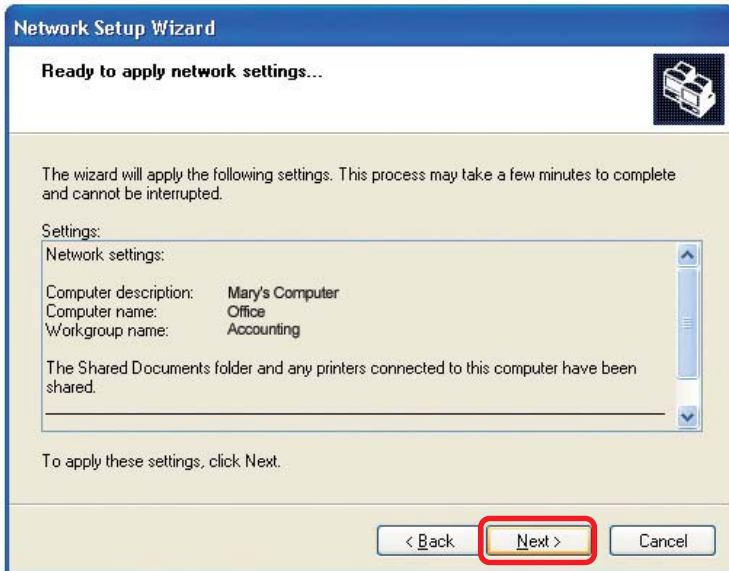 Network Setup Wizard
Ready to apply network settings...
The wizard will apply the following settings. This process may take a few minutes to complete
and cannot be interrupted.
Settings:
Network settings:
Computer description: Mary's Computer
Computer name: Office
Workgroup name: Accounting
The Shared Documents folder and any printers connected to this computer have been
shared.
To apply these settings, click Next.
< Back Next > Cancel